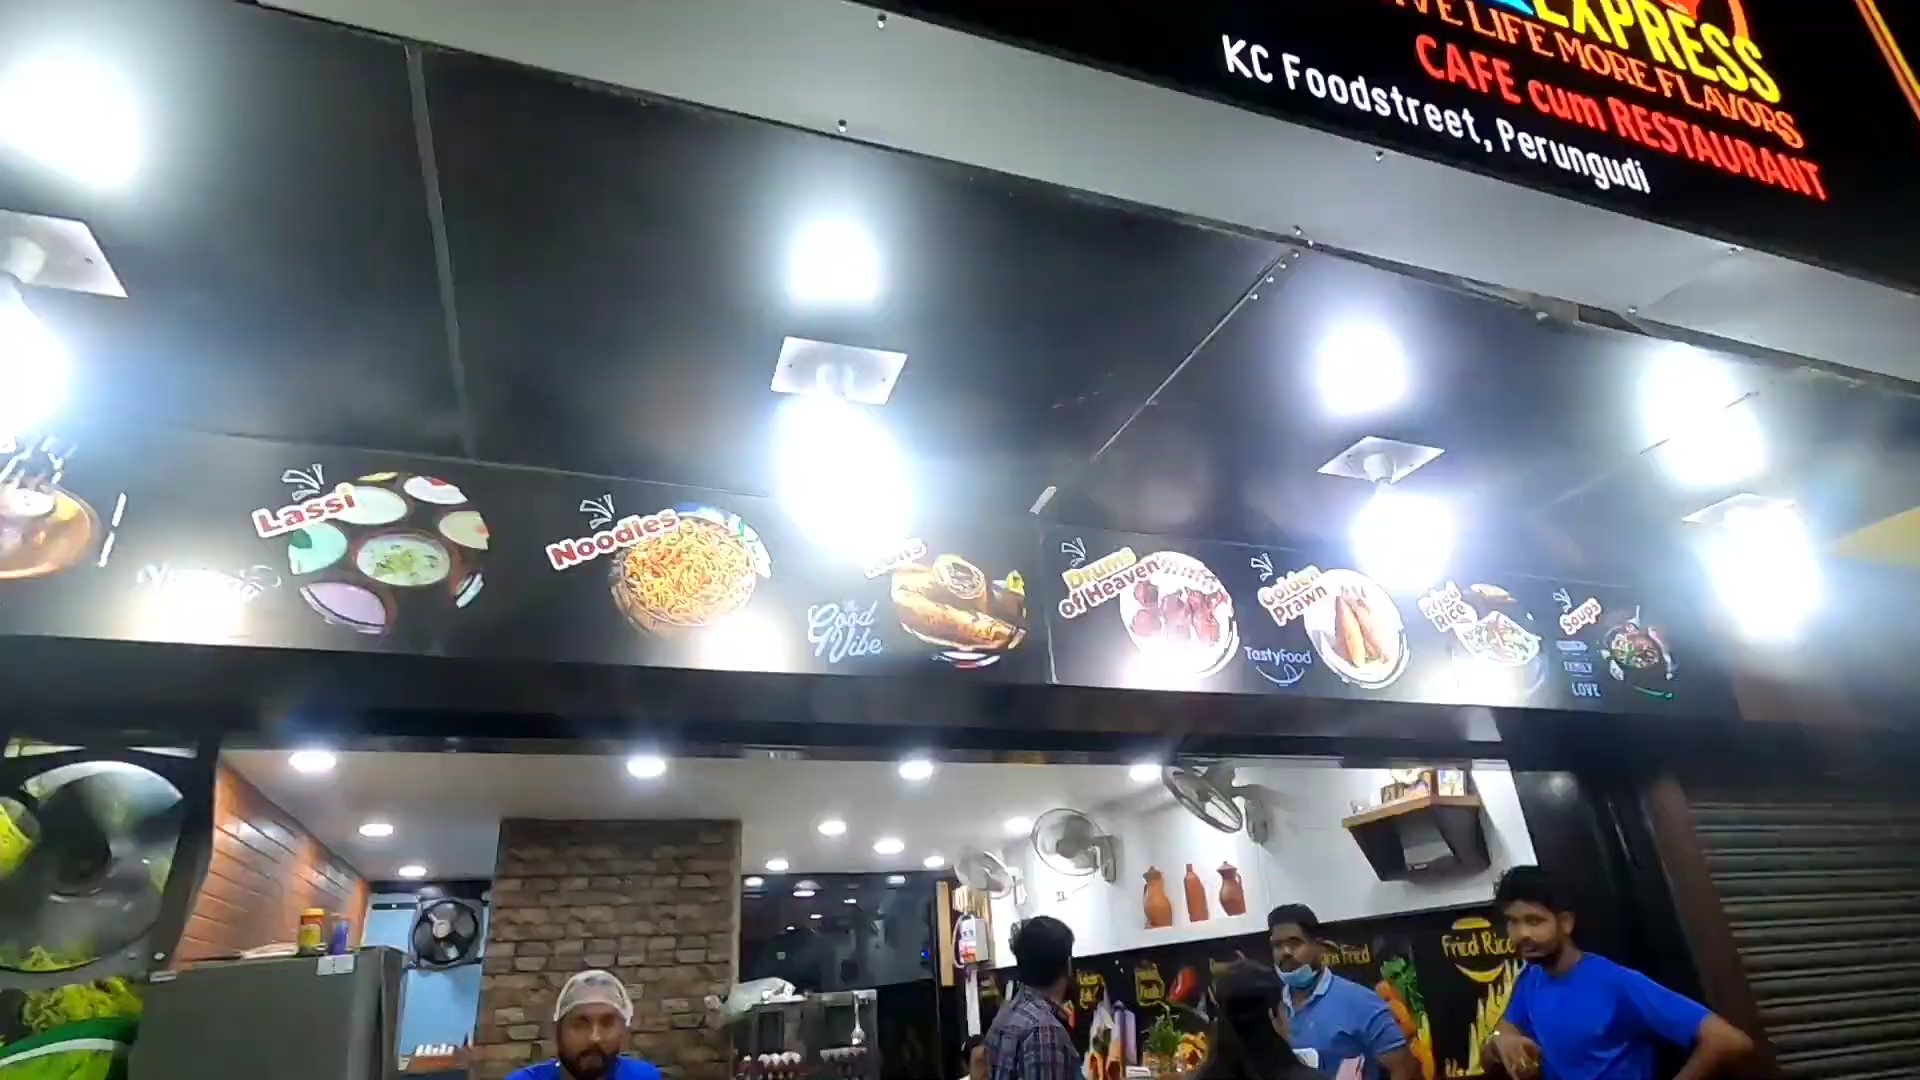 EXPRESS
LIFE MORE FLAVORS
CAFE cum RESTAURANT
KC Foodstreet, Perungudi
Lassi
Noodles
Good
Vibe
Drums
of Heaven
Golden
Prawn
TastyFood
Fried
Rice
Soups
FAMILY
LOVE
Fried Rice
Fried